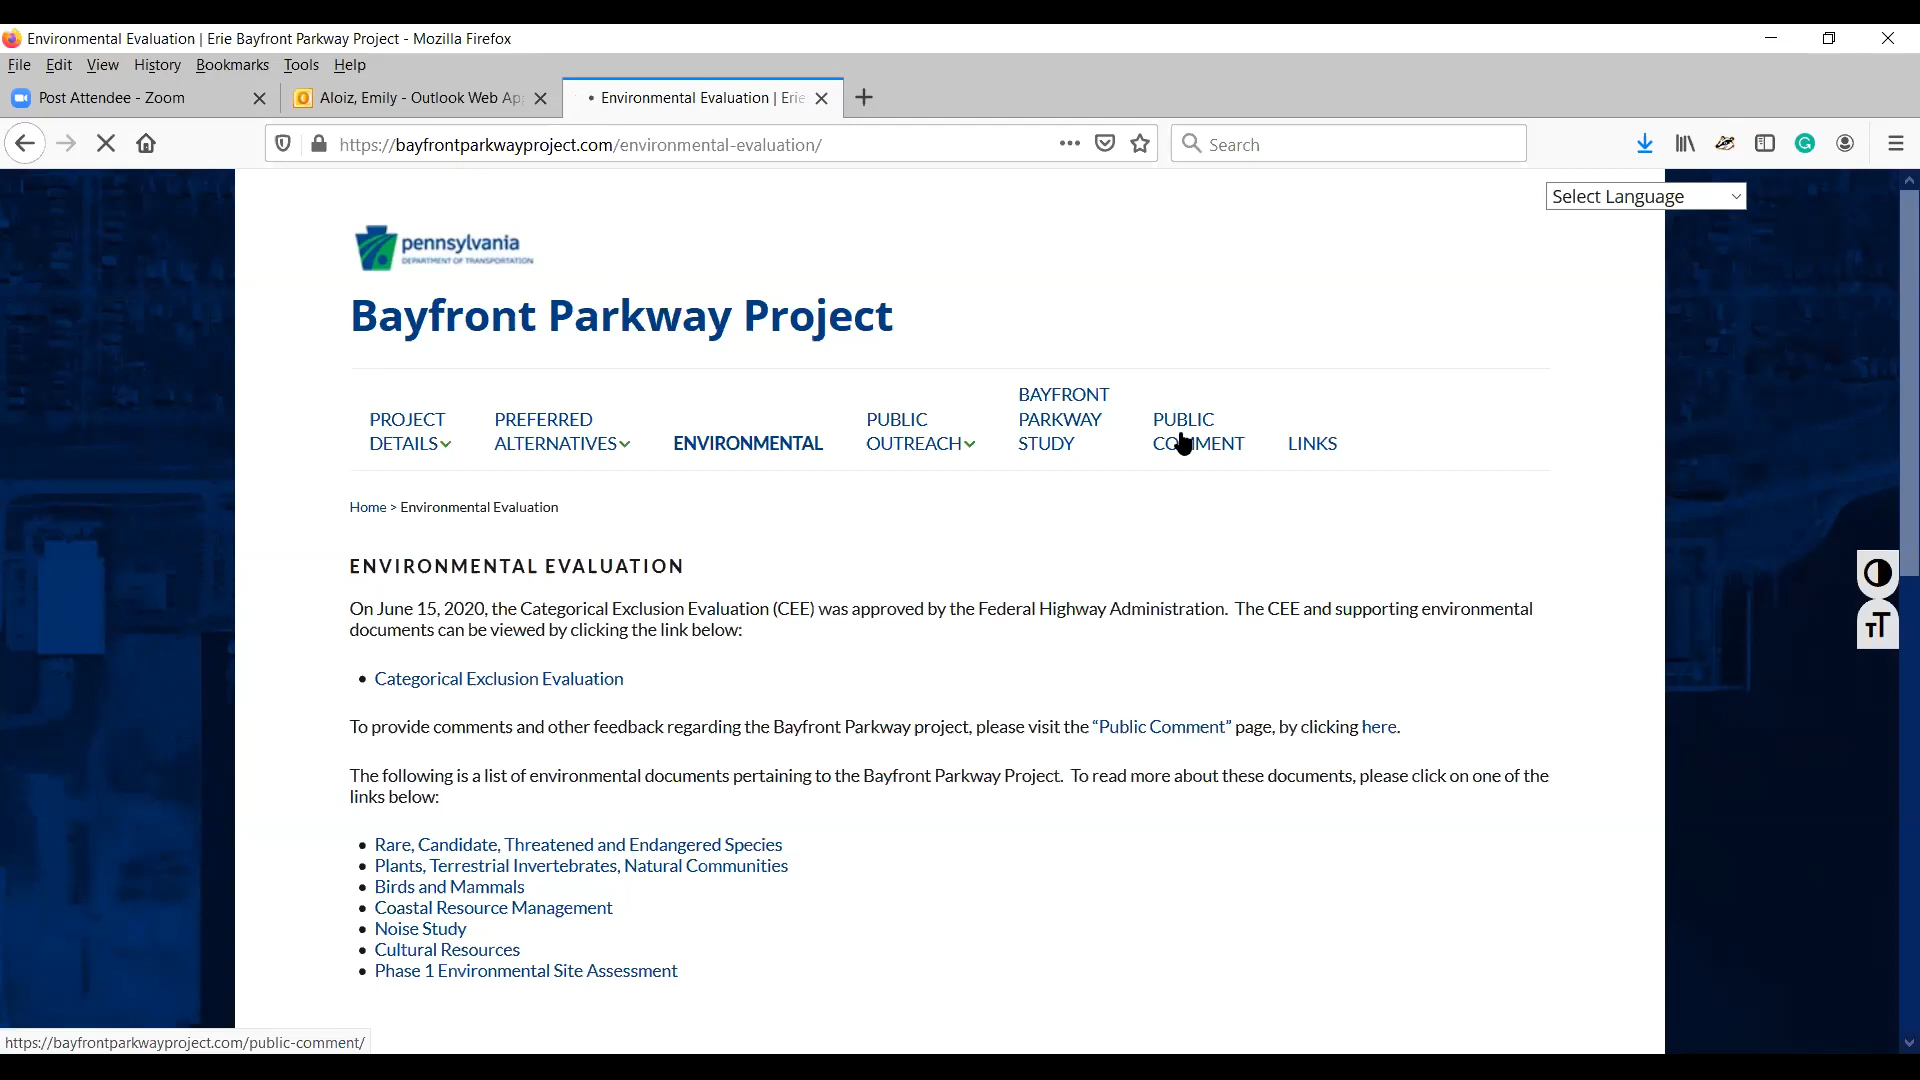 Environmental Evaluation | Erie Bayfront Parkway Project - Mozilla Firefox
File Edit View History Bookmarks Tools Help
Post Attendee - Zoom
Aloiz, Emily - Outlook Web Ap
Environmental Evaluation | Erie
https://bayfrontparkwayproject.com/environmental-evaluation/
Search
Select Language
pennsylvania
DEPARTMENT OF TRANSPORTATION
Bayfront Parkway Project
PROJECT
DETAILS
PREFERRED
ALTERNATIVES
ENVIRONMENTAL
PUBLIC
OUTREACH
BAYFRONT
PARKWAY
STUDY
PUBLIC
COMMENT
LINKS
Home > Environmental Evaluation
ENVIRONMENTAL EVALUATION
On June 15, 2020, the Categorical Exclusion Evaluation (CEE) was approved by the Federal Highway Administration. The CEE and supporting environmental
documents can be viewed by clicking the link below:
• Categorical Exclusion Evaluation
To provide comments and other feedback regarding the Bayfront Parkway project, please visit the “Public Comment” page, by clicking here.
The following is a list of environmental documents pertaining to the Bayfront Parkway Project. To read more about these documents, please click on one of the
links below:
• Rare, Candidate, Threatened and Endangered Species
• Plants, Terrestrial Invertebrates, Natural Communities
• Birds and Mammals
• Coastal Resource Management
• Noise Study
• Cultural Resources
• Phase 1 Environmental Site Assessment
https://bayfrontparkwayproject.com/public-comment/